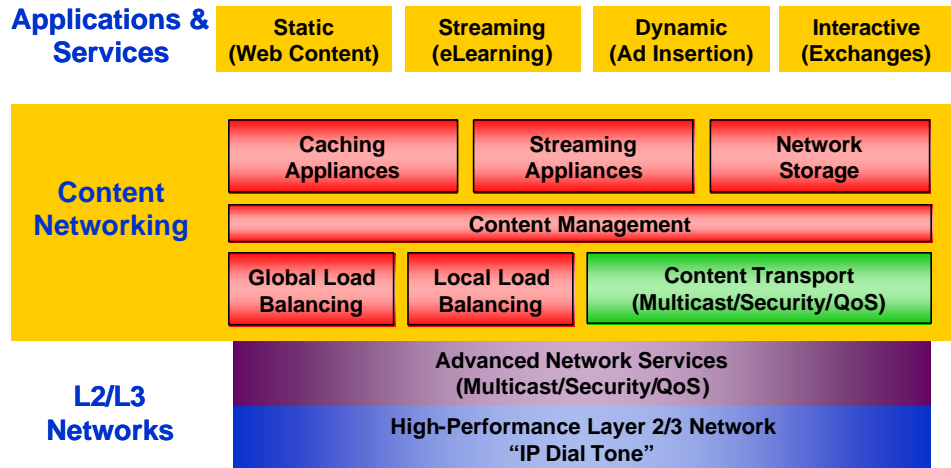 Applications &
Services
Static
(Web Content)
Streaming
(eLearning)
Dynamic
(Ad Insertion)
Interactive
(Exchanges)
Content
Networking
Caching
Appliances
Streaming
Appliances
Network
Storage
Content Management
Global Load
Balancing
Local Load
Balancing
Content Transport
(Multicast/Security/QoS)
L2/L3
Networks
Advanced Network Services
(Multicast/Security/QoS)
High-Performance Layer 2/3 Network
“IP Dial Tone”